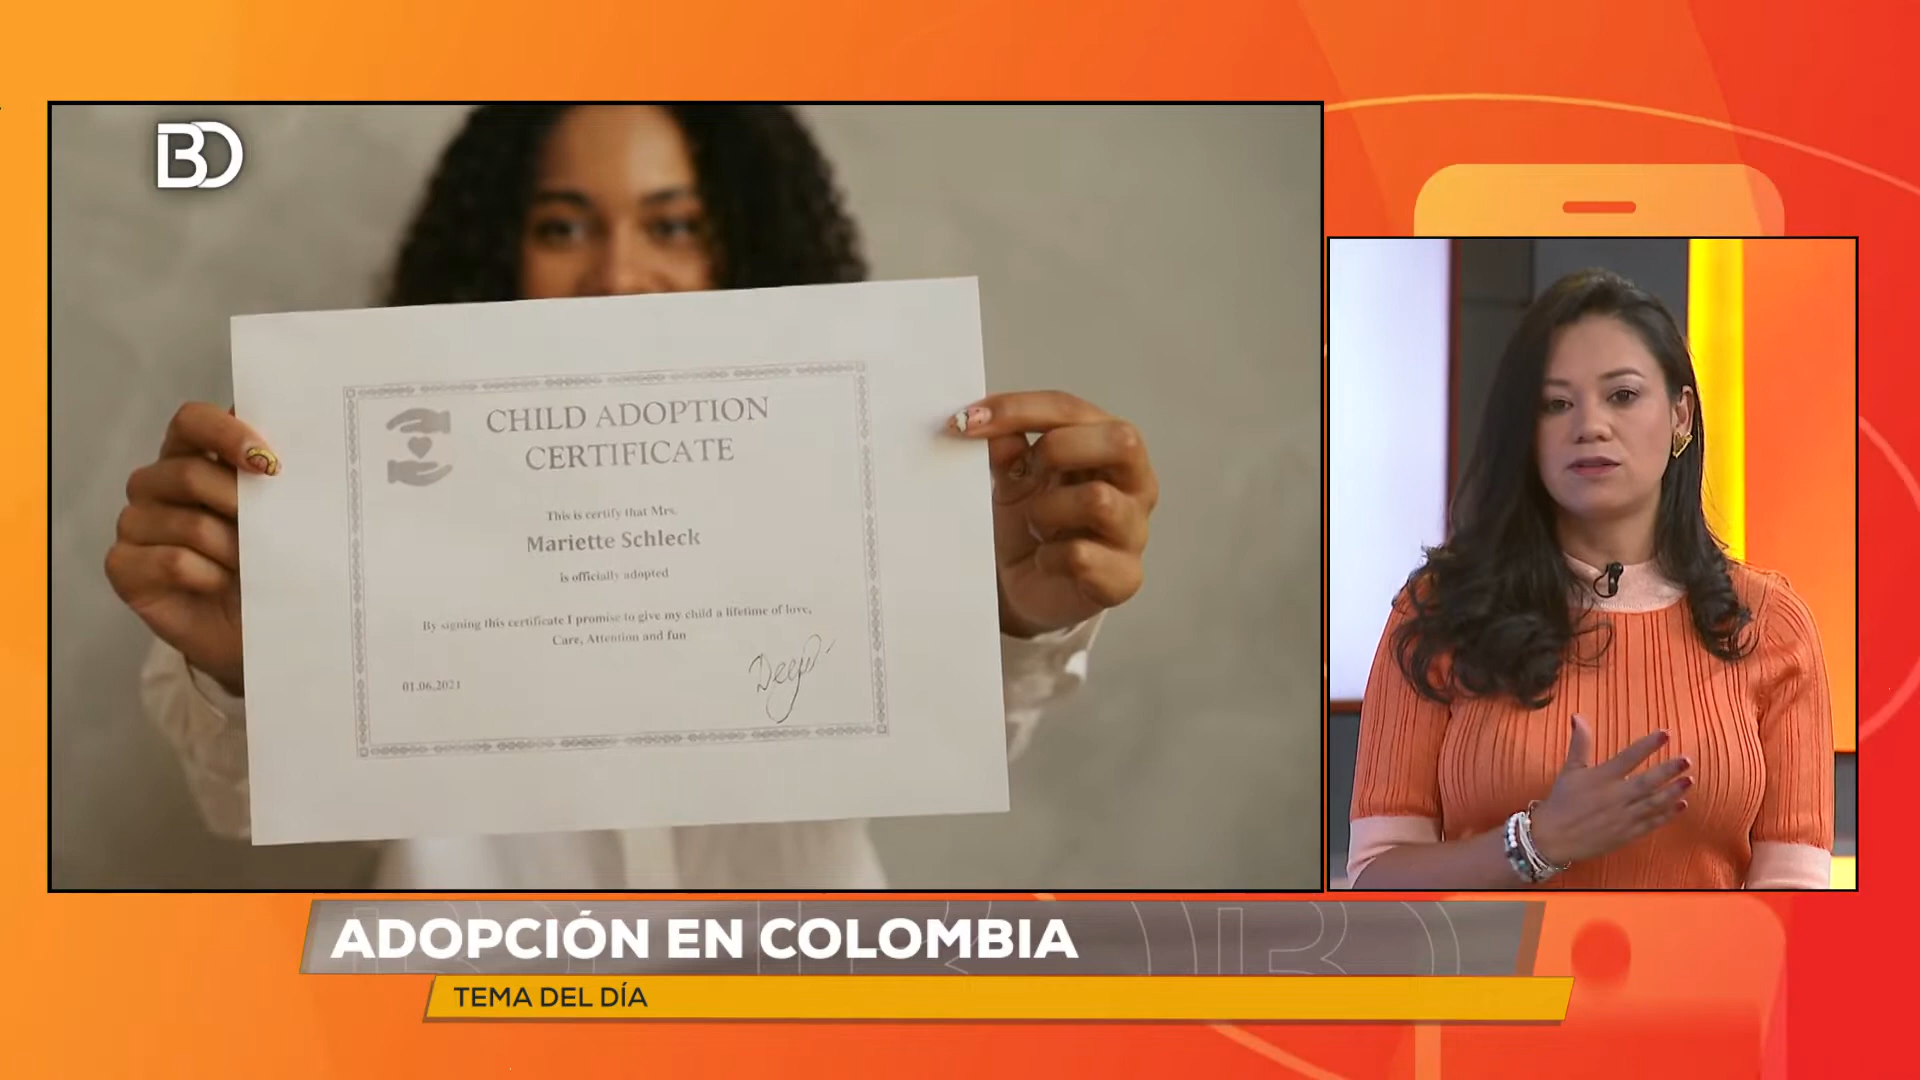 BD
CHILD ADOPTION
CERTIFICATE
This is certify that Mrs.
Mariette Schleck
is officially adopted
By signing this certificate I promise to give my child a lifetime of love,
Care, Attention and fun
01.06.2021
ADOPCIÓN EN COLOMBIA
TEMA DEL DÍA